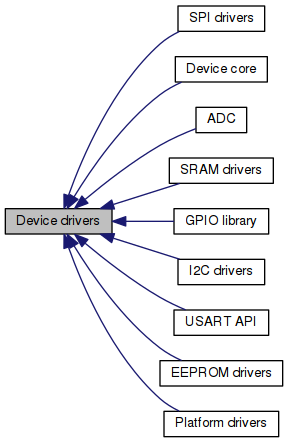 SPI drivers
Device core
ADC
SRAM drivers
Device drivers
GPIO library
I2C drivers
USART API
EEPROM drivers
Platform drivers